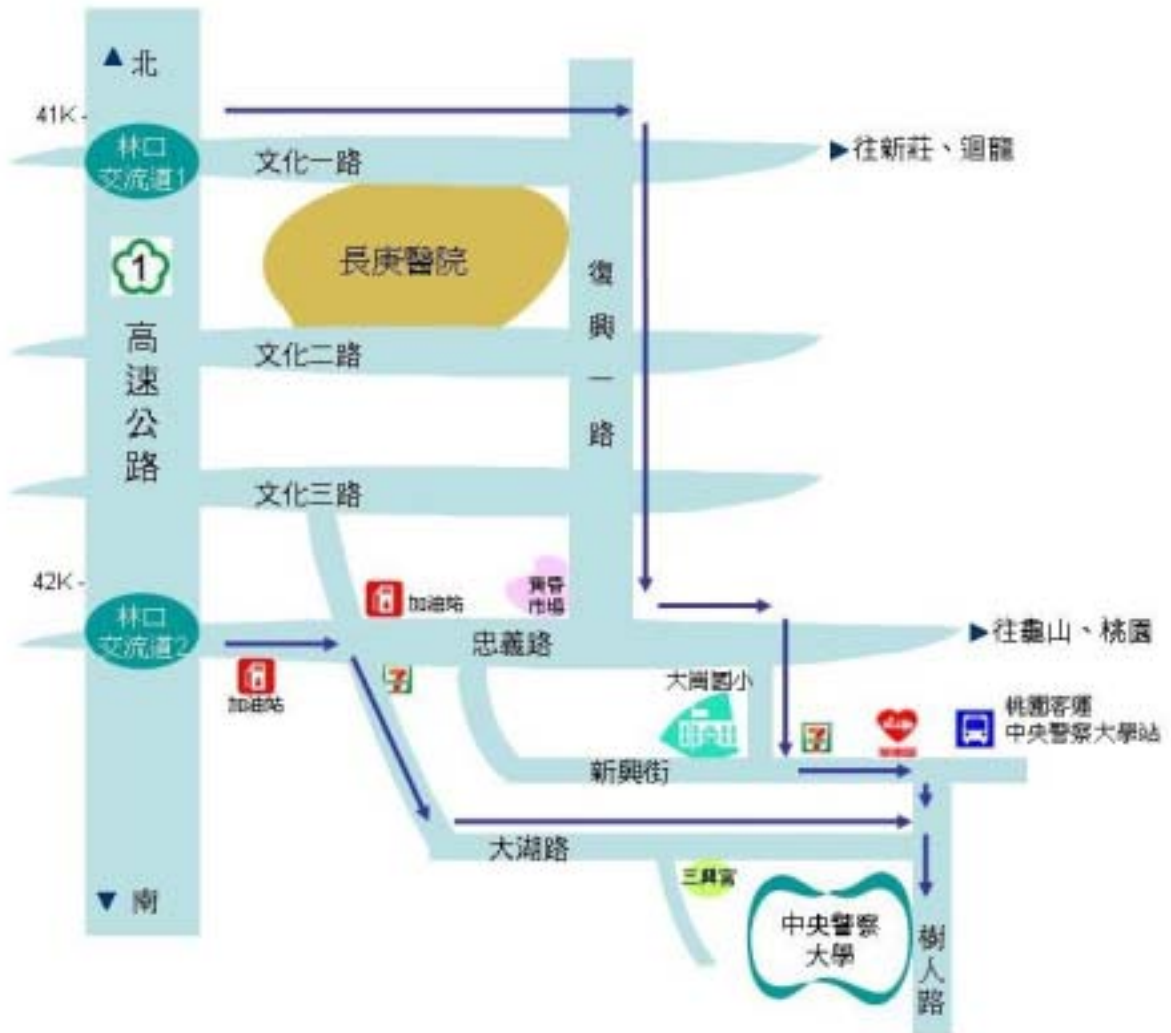 北
41K
林口
交流道1
文化一路
往新莊、迴龍
1
高速公路
長庚醫院
復興一路
文化二路
文化三路
42K
林口
交流道2
加油站
黃昏
市場
忠義路
往龜山、桃園
加油站
7
大崗國小
7
桃園客運
中央警察大學站
新興街
大湖路
三興宮
南
中央警察
大學
樹人路